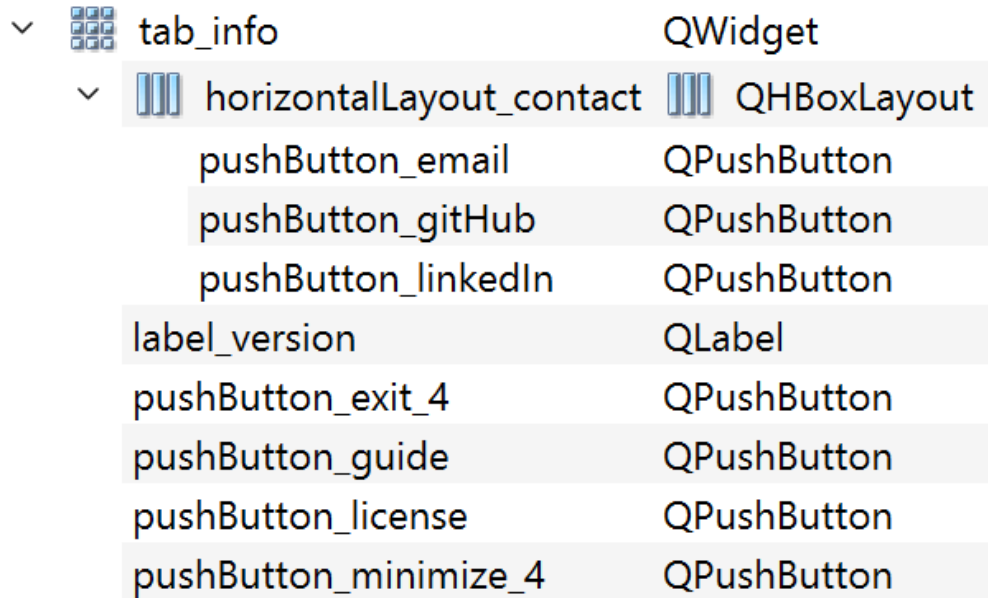 tab_info QWidget
horizontalLayout_contact QHBoxLayout
pushButton_email QPushButton
pushButton_gitHub QPushButton
pushButton_linkedIn QPushButton
label_version QLabel
pushButton_exit_4 QPushButton
pushButton_guide QPushButton
pushButton_license QPushButton
pushButton_minimize_4 QPushButton